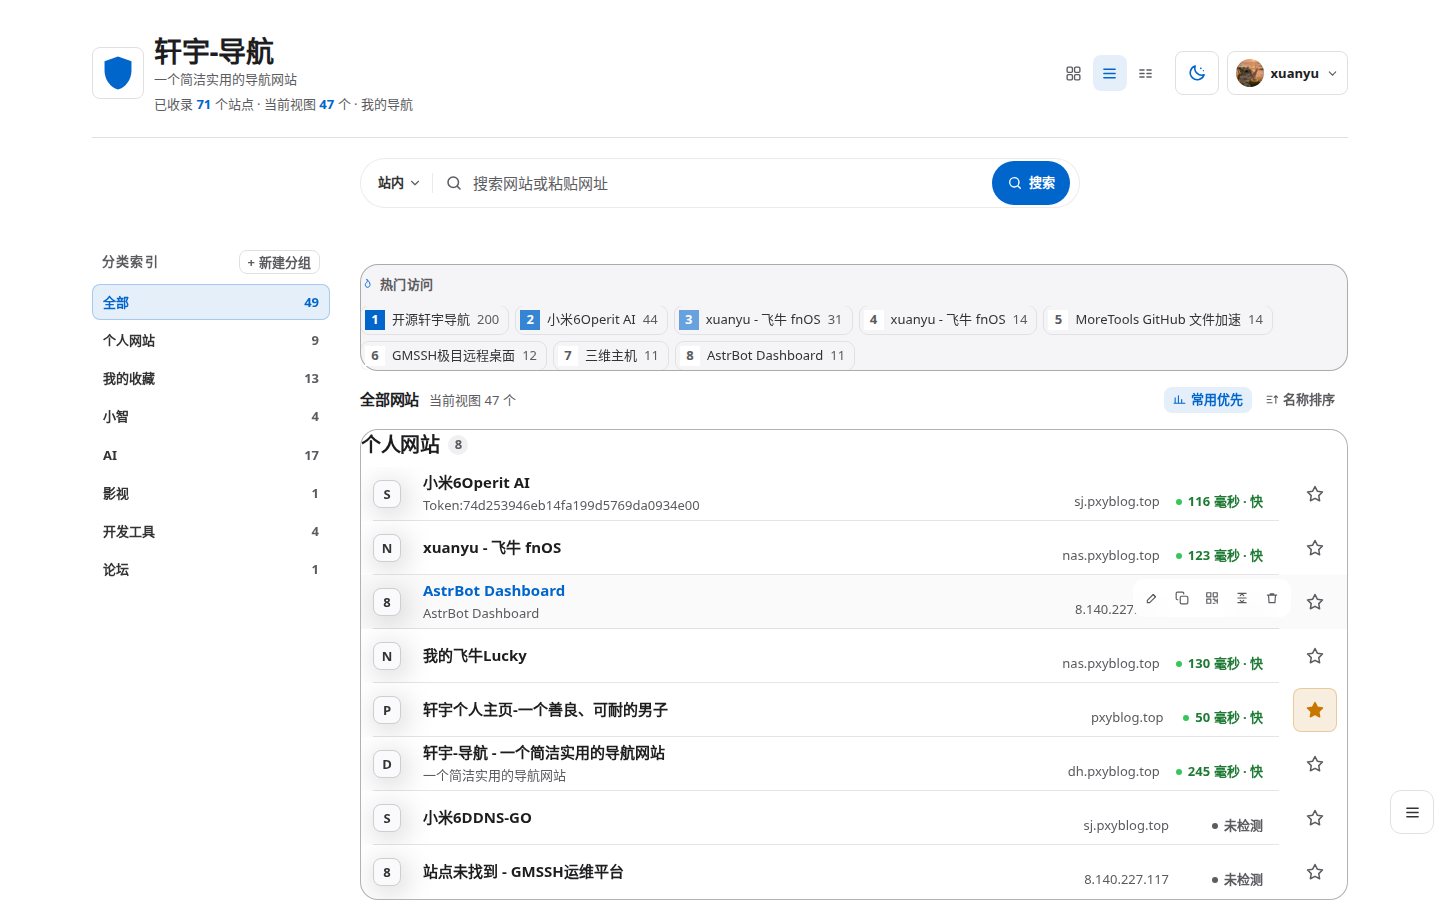 轩宇-导航
一个简洁实用的导航网站
已收录 71 个站点 · 当前视图 47 个 · 我的导航
xuanyu
站内
搜索网站或粘贴网址
搜索
分类索引
+ 新建分组
全部 49
个人网站 9
我的收藏 13
小智 4
AI 17
影视 1
开发工具 4
论坛 1
热门访问
1 开源轩宇导航 200
2 小米6Operit AI 44
3 xuanyu - 飞牛 fnOS 31
4 xuanyu - 飞牛 fnOS 14
5 MoreTools GitHub 文件加速 14
6 GMSSH极目远程桌面 12
7 三维主机 11
8 AstrBot Dashboard 11
全部网站 当前视图 47 个
常用优先
名称排序
个人网站 8
S 小米6Operit AI
Token:74d253946eb14fa199d5769da0934e00
sj.pxyblog.top 116 毫秒 · 快
N xuanyu - 飞牛 fnOS
nas.pxyblog.top 123 毫秒 · 快
8 AstrBot Dashboard
AstrBot Dashboard
8.140.227.
N 我的飞牛Lucky
nas.pxyblog.top 130 毫秒 · 快
P 轩宇个人主页-一个善良、可耐的男子
pxyblog.top 50 毫秒 · 快
D 轩宇-导航 - 一个简洁实用的导航网站
一个简洁实用的导航网站
dh.pxyblog.top 245 毫秒 · 快
S 小米6DDNS-GO
sj.pxyblog.top 未检测
8 站点未找到 - GMSSH运维平台
8.140.227.117 未检测